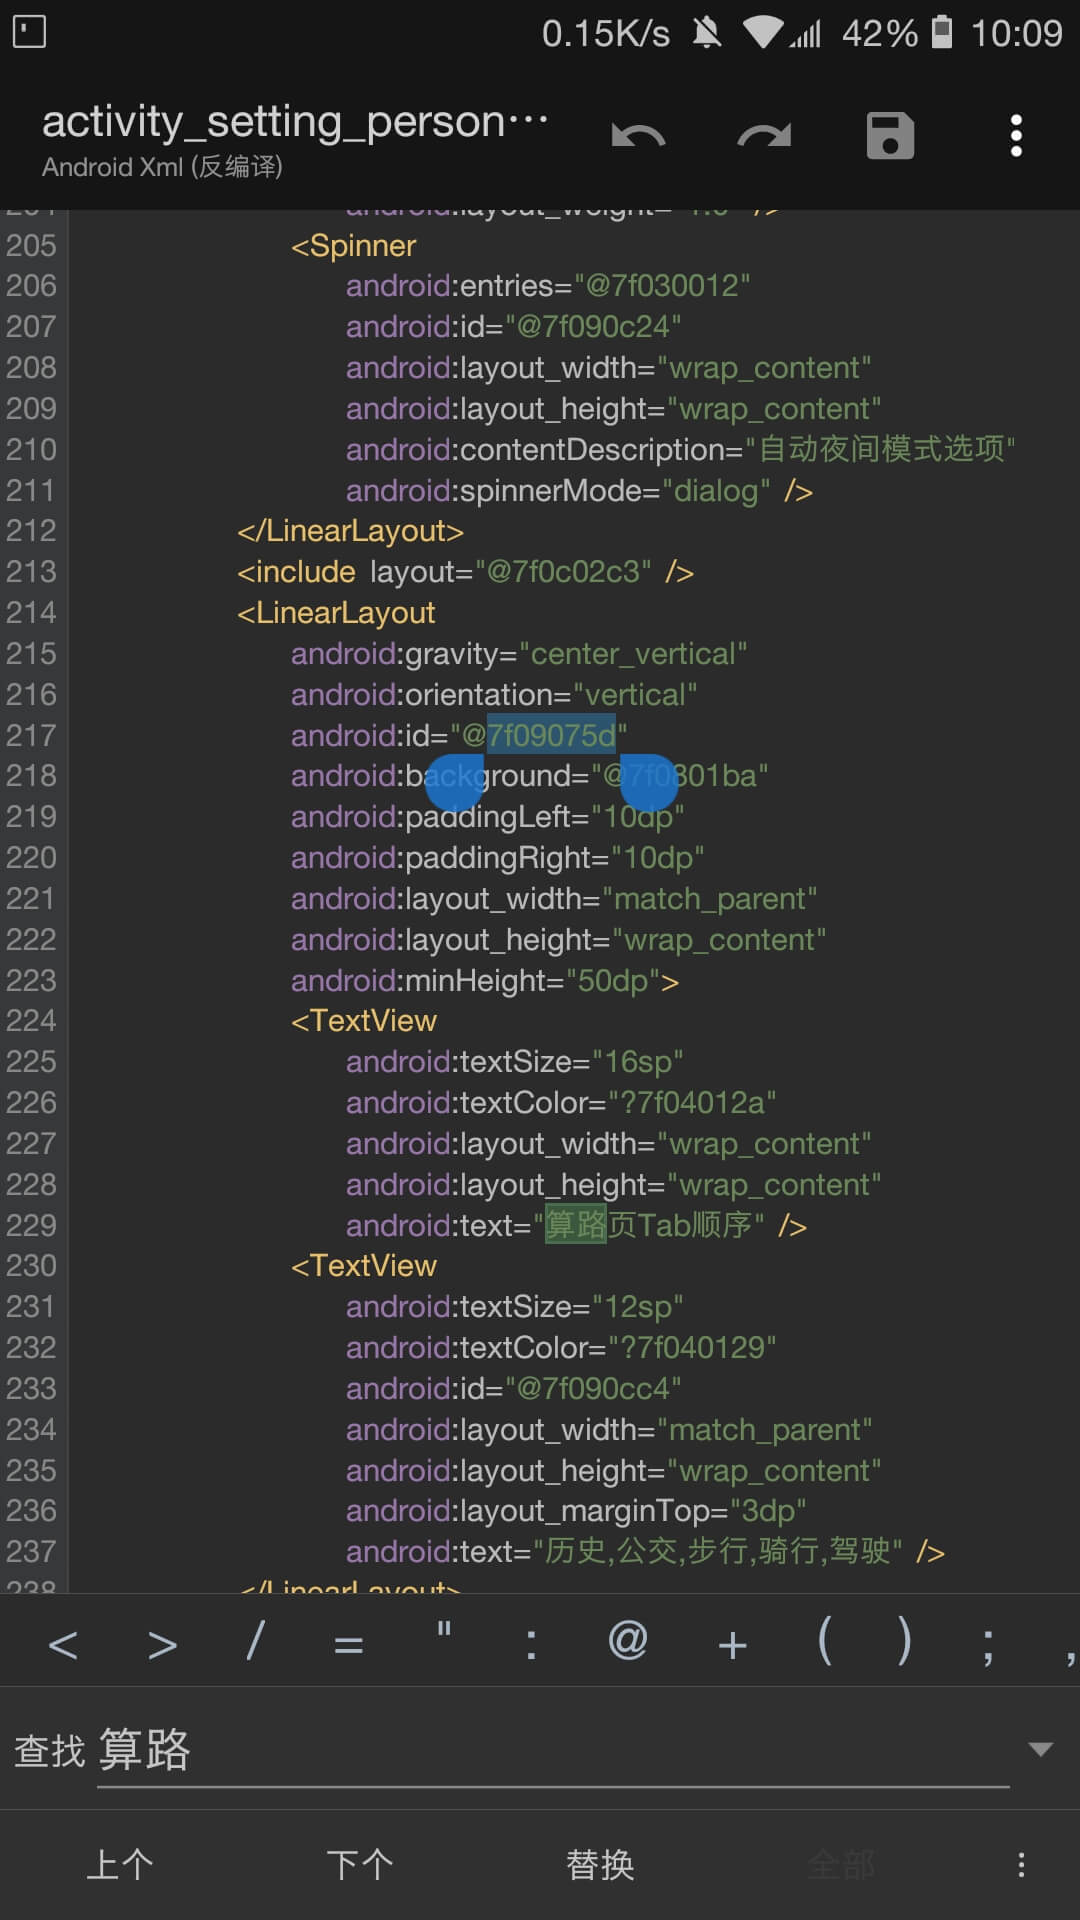 0.15K/s 42% 10:09
activity_setting_person···
Android Xml (反编译)
205 <Spinner
206 android:entries="@7f030012"
207 android:id="@7f090c24"
208 android:layout_width="wrap_content"
209 android:layout_height="wrap_content"
210 android:contentDescription="自动夜间模式选项"
211 android:spinnerMode="dialog" />
212 </LinearLayout>
213 <include layout="@7f0c02c3" />
214 <LinearLayout
215 android:gravity="center_vertical"
216 android:orientation="vertical"
217 android:id="@7f09075d"
218 android:background="@7f0801ba"
219 android:paddingLeft="10dp"
220 android:paddingRight="10dp"
221 android:layout_width="match_parent"
222 android:layout_height="wrap_content"
223 android:minHeight="50dp">
224 <TextView
225 android:textSize="16sp"
226 android:textColor="?7f04012a"
227 android:layout_width="wrap_content"
228 android:layout_height="wrap_content"
229 android:text="算路页Tab顺序" />
230 <TextView
231 android:textSize="12sp"
232 android:textColor="?7f040129"
233 android:id="@7f090cc4"
234 android:layout_width="match_parent"
235 android:layout_height="wrap_content"
236 android:layout_marginTop="3dp"
237 android:text="历史,公交,步行,骑行,驾驶" />
238 </LinearLayout>
< > / = " : @ + ( ) ; ,
查找 算路
上个 下个 替换 全部